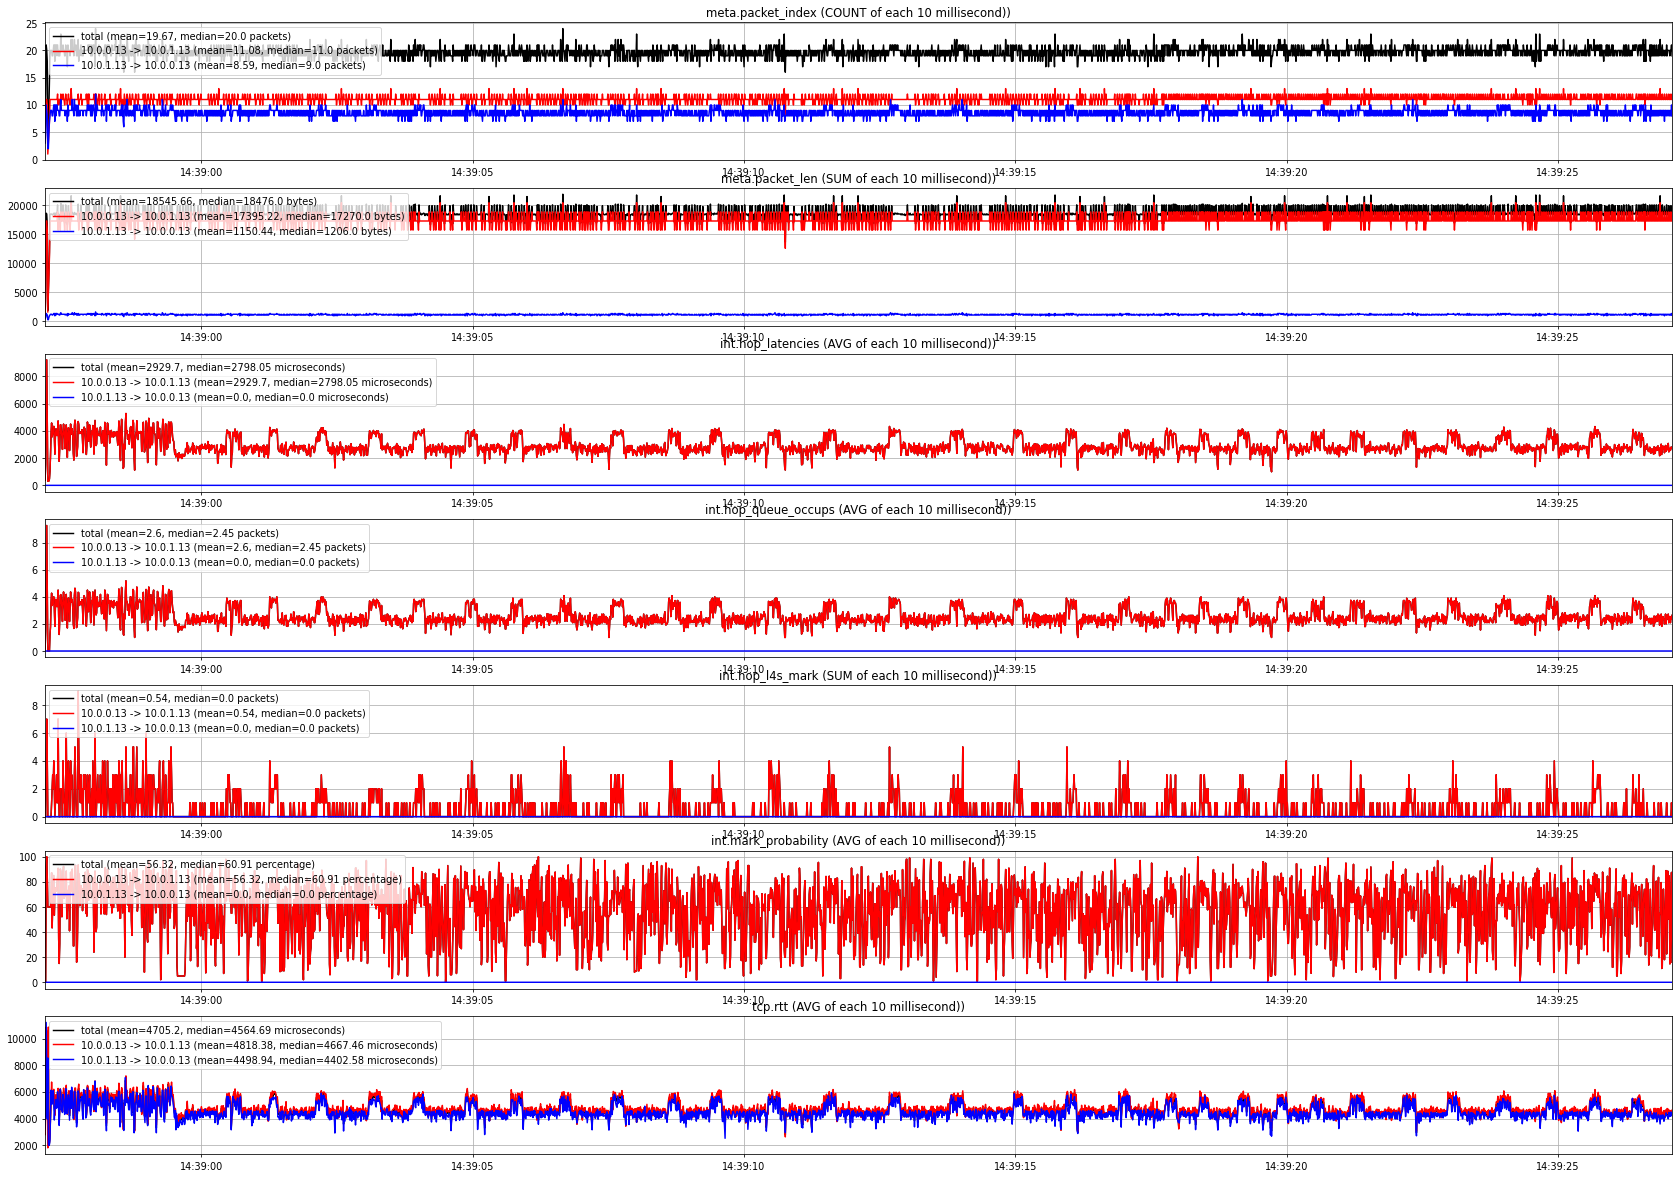 meta.packet_index (COUNT of each 10 millisecond))
total (mean=19.67, median=20.0 packets)
10.0.0.13 -> 10.0.1.13 (mean=11.08, median=11.0 packets)
10.0.1.13 -> 10.0.0.13 (mean=8.59, median=9.0 packets)
25
20
15
10
5
0
14:39:00 14:39:05 14:39:10 14:39:15 14:39:20 14:39:25
meta.packet_len (SUM of each 10 millisecond))
total (mean=18545.66, median=18476.0 bytes)
10.0.0.13 -> 10.0.1.13 (mean=17395.22, median=17270.0 bytes)
10.0.1.13 -> 10.0.0.13 (mean=1150.44, median=1206.0 bytes)
20000
15000
10000
5000
0
14:39:00 14:39:05 14:39:10 14:39:15 14:39:20 14:39:25
int.hop_latencies (AVG of each 10 millisecond))
total (mean=2929.7, median=2798.05 microseconds)
10.0.0.13 -> 10.0.1.13 (mean=2929.7, median=2798.05 microseconds)
10.0.1.13 -> 10.0.0.13 (mean=0.0, median=0.0 microseconds)
8000
6000
4000
2000
0
14:39:00 14:39:05 14:39:10 14:39:15 14:39:20 14:39:25
int.hop_queue_occups (AVG of each 10 millisecond))
total (mean=2.6, median=2.45 packets)
10.0.0.13 -> 10.0.1.13 (mean=2.6, median=2.45 packets)
10.0.1.13 -> 10.0.0.13 (mean=0.0, median=0.0 packets)
8
6
4
2
0
14:39:00 14:39:05 14:39:10 14:39:15 14:39:20 14:39:25
int.hop_l4s_mark (SUM of each 10 millisecond))
total (mean=0.54, median=0.0 packets)
10.0.0.13 -> 10.0.1.13 (mean=0.54, median=0.0 packets)
10.0.1.13 -> 10.0.0.13 (mean=0.0, median=0.0 packets)
8
6
4
2
0
14:39:00 14:39:05 14:39:10 14:39:15 14:39:20 14:39:25
int.mark_probability (AVG of each 10 millisecond))
total (mean=56.32, median=60.91 percentage)
10.0.0.13 -> 10.0.1.13 (mean=56.32, median=60.91 percentage)
10.0.1.13 -> 10.0.0.13 (mean=0.0, median=0.0 percentage)
100
80
60
40
20
0
14:39:00 14:39:05 14:39:10 14:39:15 14:39:20 14:39:25
tcp.rtt (AVG of each 10 millisecond))
total (mean=4705.2, median=4564.69 microseconds)
10.0.0.13 -> 10.0.1.13 (mean=4818.38, median=4667.46 microseconds)
10.0.1.13 -> 10.0.0.13 (mean=4498.94, median=4402.58 microseconds)
10000
8000
6000
4000
2000
14:39:00 14:39:05 14:39:10 14:39:15 14:39:20 14:39:25